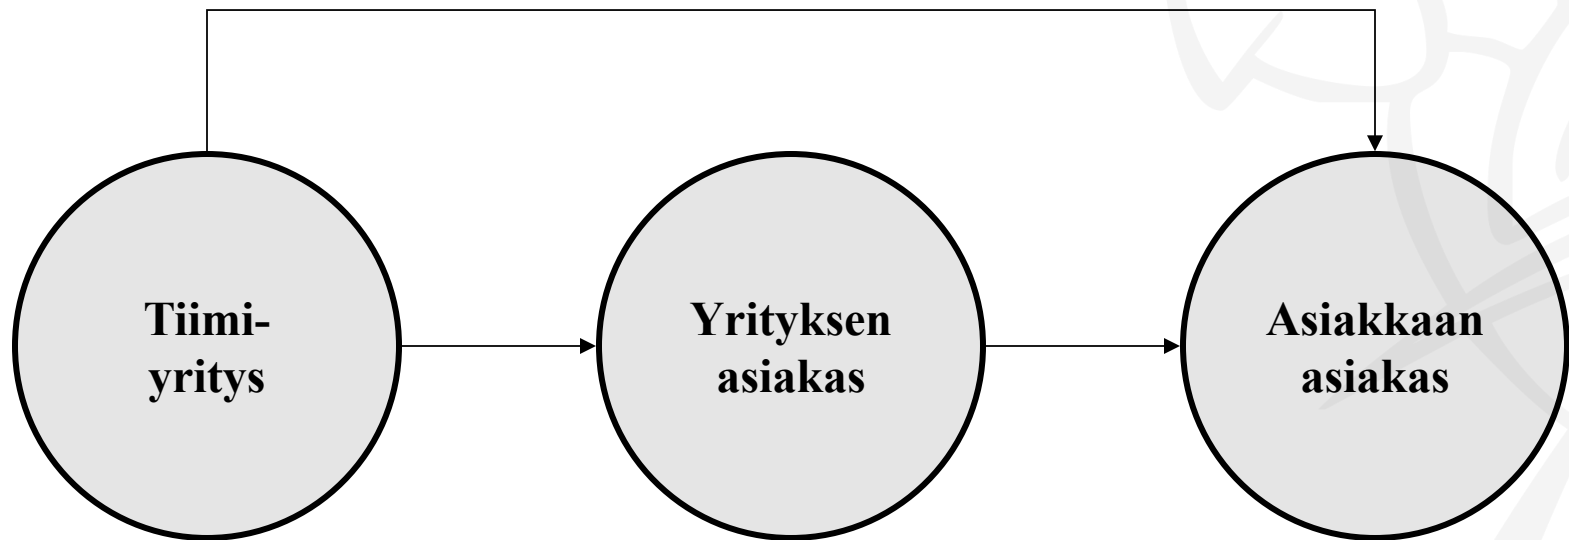 Tiimi-
yritys
Yrityksen
asiakas
Asiakkaan
asiakas